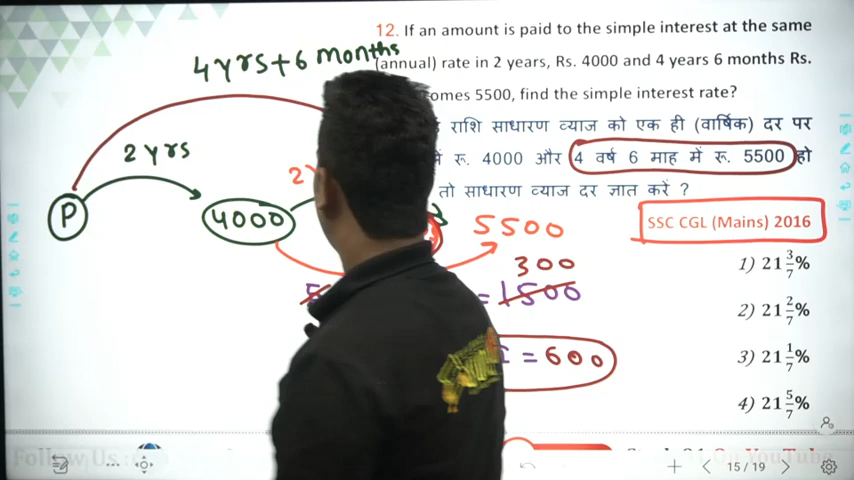 12. If an amount is paid to the simple interest at the same
4yrs+6 months
(annual) rate in 2 years, Rs. 4000 and 4 years 6 months Rs.
5500, find the simple interest rate?
राशि साधारण व्याज को एक ही (वार्षिक) दर पर
2yrs
में रू. 4000 और 4 वर्ष 6 माह में रू. 5500 हो
2y
तो साधारण व्याज दर ज्ञात करें ?
P
4000
5500
SSC CGL (Mains) 2016
300
1) 21 3/7%
= 1500
2) 21 2/7%
= 600
3) 21 1/7%
4) 21 5/7%
Follow Us
15/19